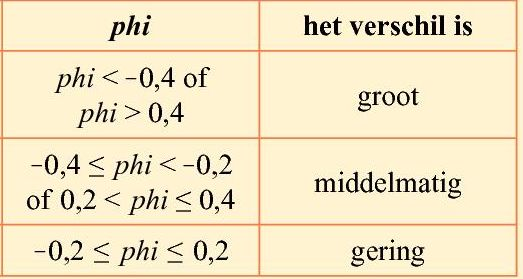 phi het verschil is
phi < -0,4 of
phi > 0,4
groot
-0,4 ≤ phi < -0,2
of 0,2 < phi ≤ 0,4
middelmatig
-0,2 ≤ phi ≤ 0,2 gering